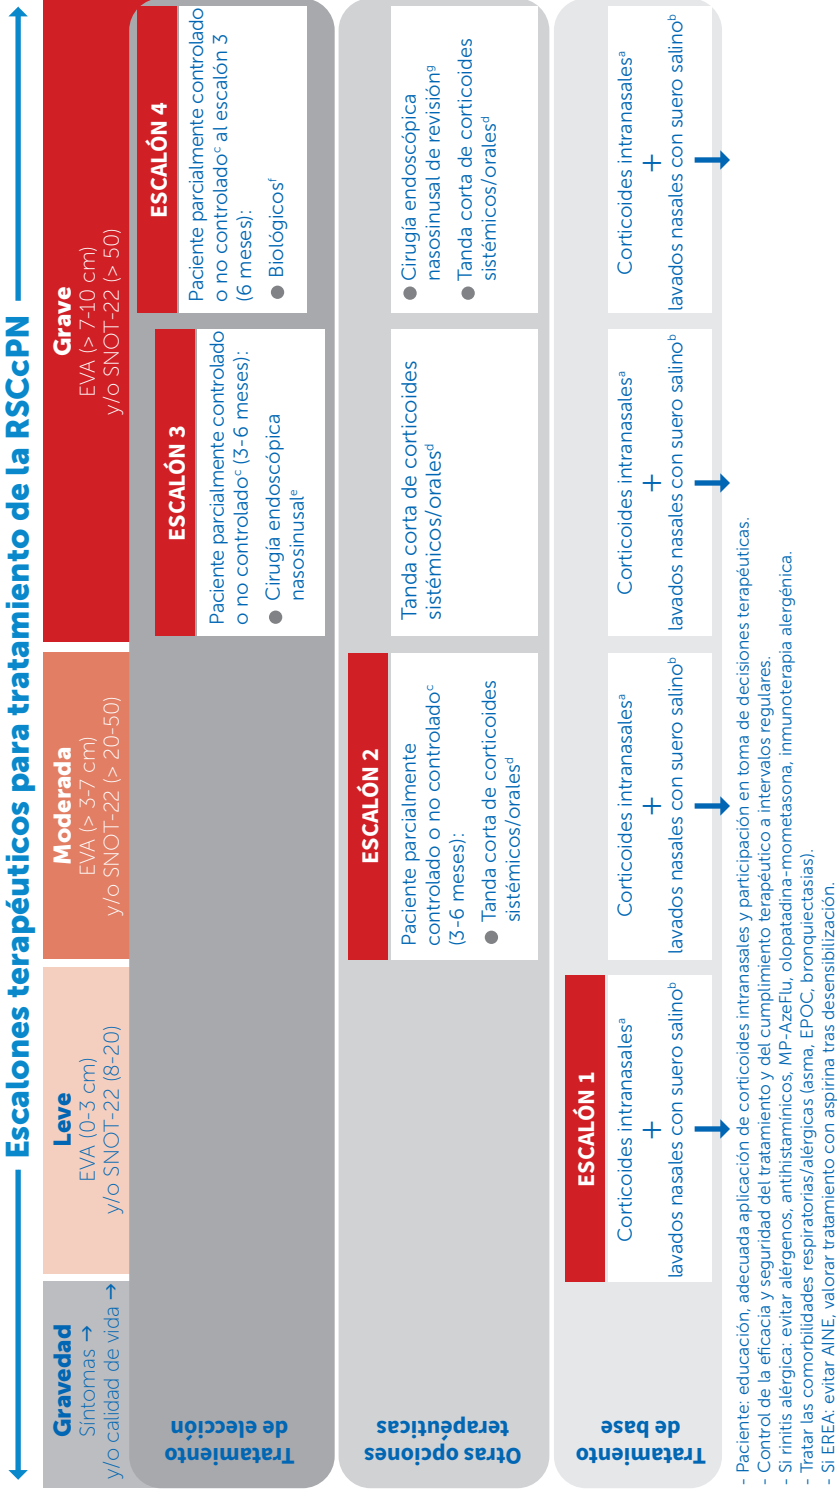 Escalones terapéuticos para tratamiento de la RSCcPN
Gravedad
Síntomas →
y/o calidad de vida →
Leve
EVA (0-3 cm)
y/o SNOT-22 (8-20)
Moderada
EVA (> 3-7 cm)
y/o SNOT-22 (> 20-50)
Grave
EVA (> 7-10 cm)
y/o SNOT-22 (> 50)
Tratamiento
de elección
ESCALÓN 3
Paciente parcialmente controlado
o no controladoᶜ (3-6 meses):
● Cirugía endoscópica
nasosinusalᵉ
ESCALÓN 4
Paciente parcialmente controlado
o no controladoᶜ al escalón 3
(6 meses):
● Biológicosᶠ
Otras opciones
terapéuticas
ESCALÓN 2
Paciente parcialmente
controlado o no controladoᶜ
(3-6 meses):
● Tanda corta de corticoides
sistémicos/oralesᵈ
Tanda corta de corticoides
sistémicos/oralesᵈ
● Cirugía endoscópica
nasosinusal de revisiónᵍ
● Tanda corta de corticoides
sistémicos/oralesᵈ
Tratamiento
de base
ESCALÓN 1
Corticoides intranasalesᵃ
+
lavados nasales con suero salinoᵇ
Corticoides intranasalesᵃ
+
lavados nasales con suero salinoᵇ
Corticoides intranasalesᵃ
+
lavados nasales con suero salinoᵇ
Corticoides intranasalesᵃ
+
lavados nasales con suero salinoᵇ
- Paciente: educación, adecuada aplicación de corticoides intranasales y participación en toma de decisiones terapéuticas.
- Control de la eficacia y seguridad del tratamiento y del cumplimiento terapéutico a intervalos regulares.
- Si rinitis alérgica: evitar alérgenos, antihistamínicos, MP-AzeFlu, olopatadina-mometasona, inmunoterapia alergénica.
- Tratar las comorbilidades respiratorias/alérgicas (asma, EPOC, bronquiectasias).
- Si EREA: evitar AINE, valorar tratamiento con aspirina tras desensibilización.